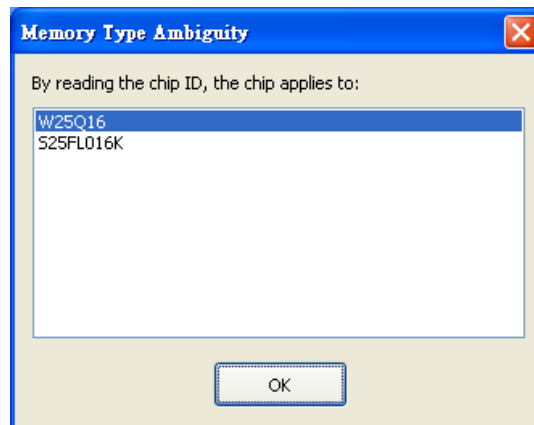 Memory Type Ambiguity
By reading the chip ID, the chip applies to:
W25Q16
S25FL016K
OK